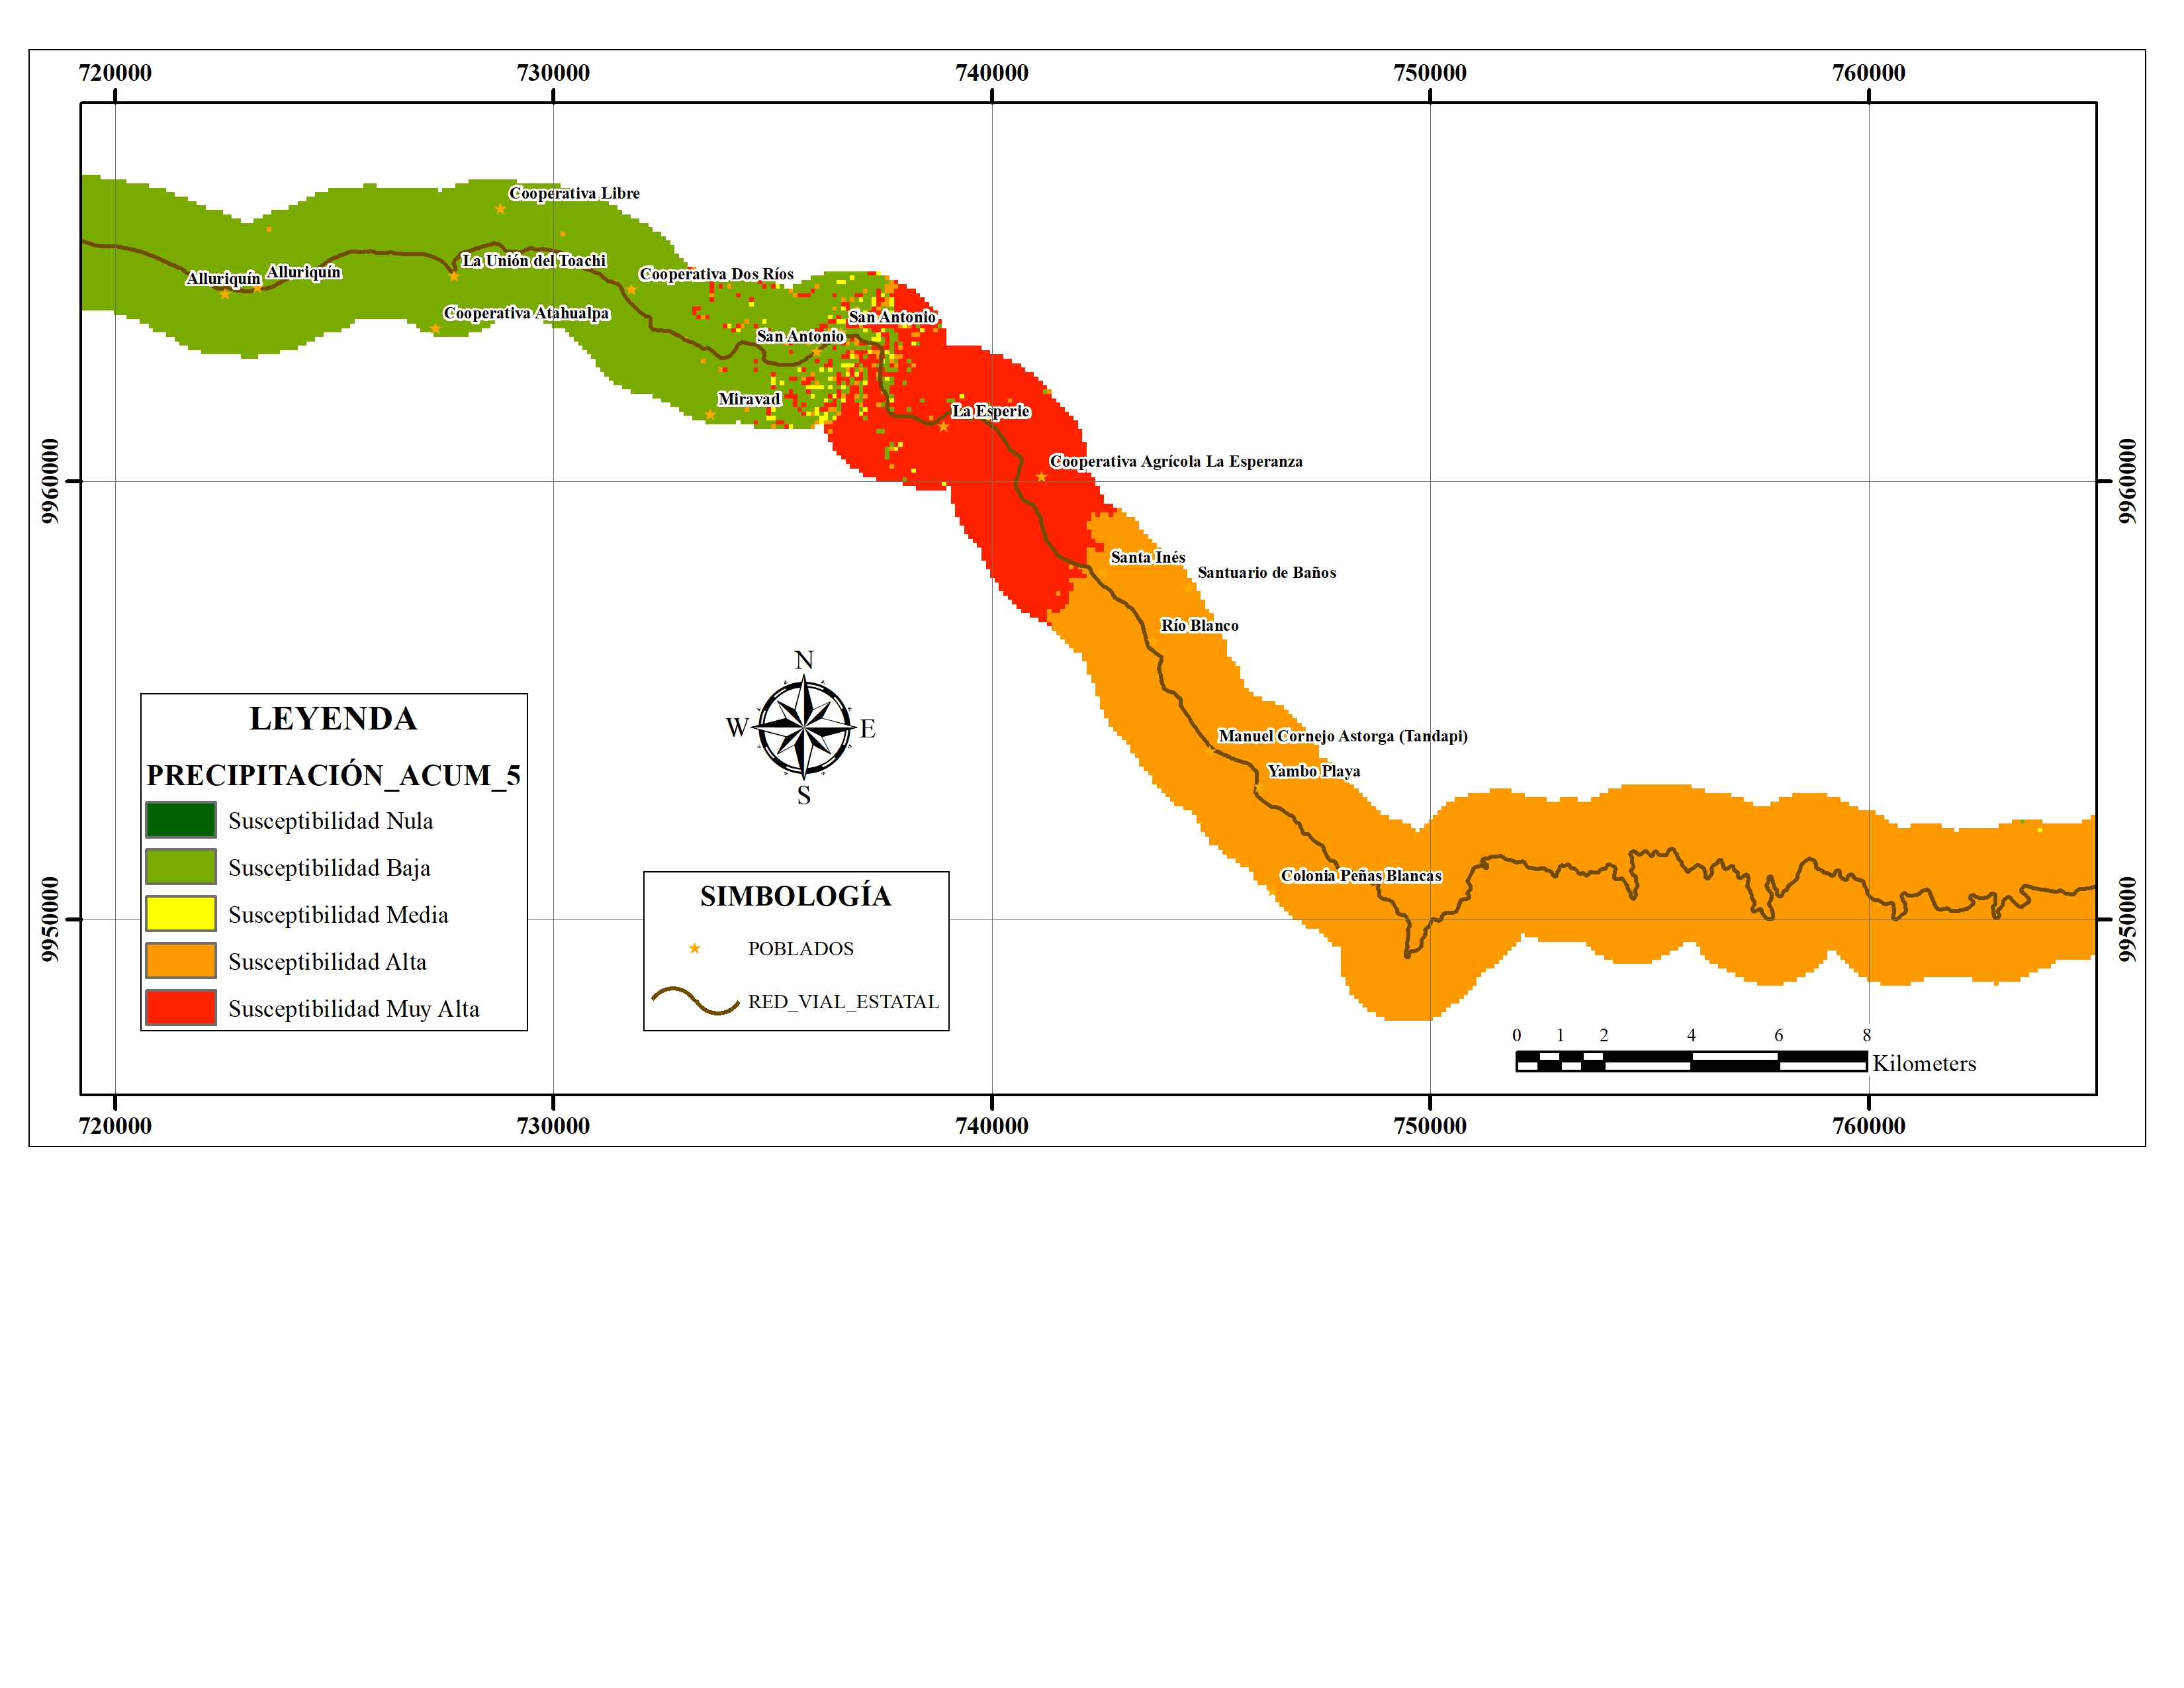 720000 730000 740000 750000 760000
Cooperativa Libre
La Unión del Toachi
Alluriquín
Alluriquín
Cooperativa Dos Ríos
Cooperativa Atahualpa
San Antonio
San Antonio
Miravad
La Esperie
Cooperativa Agrícola La Esperanza
9960000
9960000
Santa Inés
Santuario de Baños
Río Blanco
Manuel Cornejo Astorga (Tandapi)
Yambo Playa
Colonia Peñas Blancas
9950000
9950000
N
W
E
S
LEYENDA
PRECIPITACIÓN_ACUM_5
Susceptibilidad Nula
Susceptibilidad Baja
Susceptibilidad Media
Susceptibilidad Alta
Susceptibilidad Muy Alta
SIMBOLOGÍA
POBLADOS
RED_VIAL_ESTATAL
0 1 2 4 6 8
Kilometers
720000 730000 740000 750000 760000